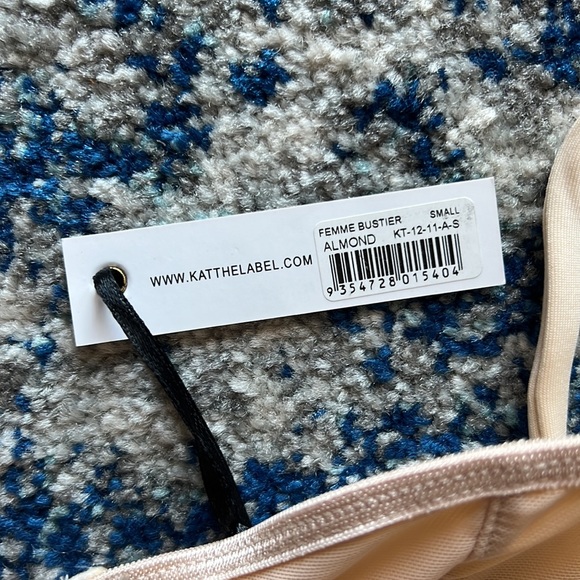 WWW.KATTHELABEL.COM
FEMME BUSTIER SMALL
ALMOND KT-12-11-A-S
9 354728 015404